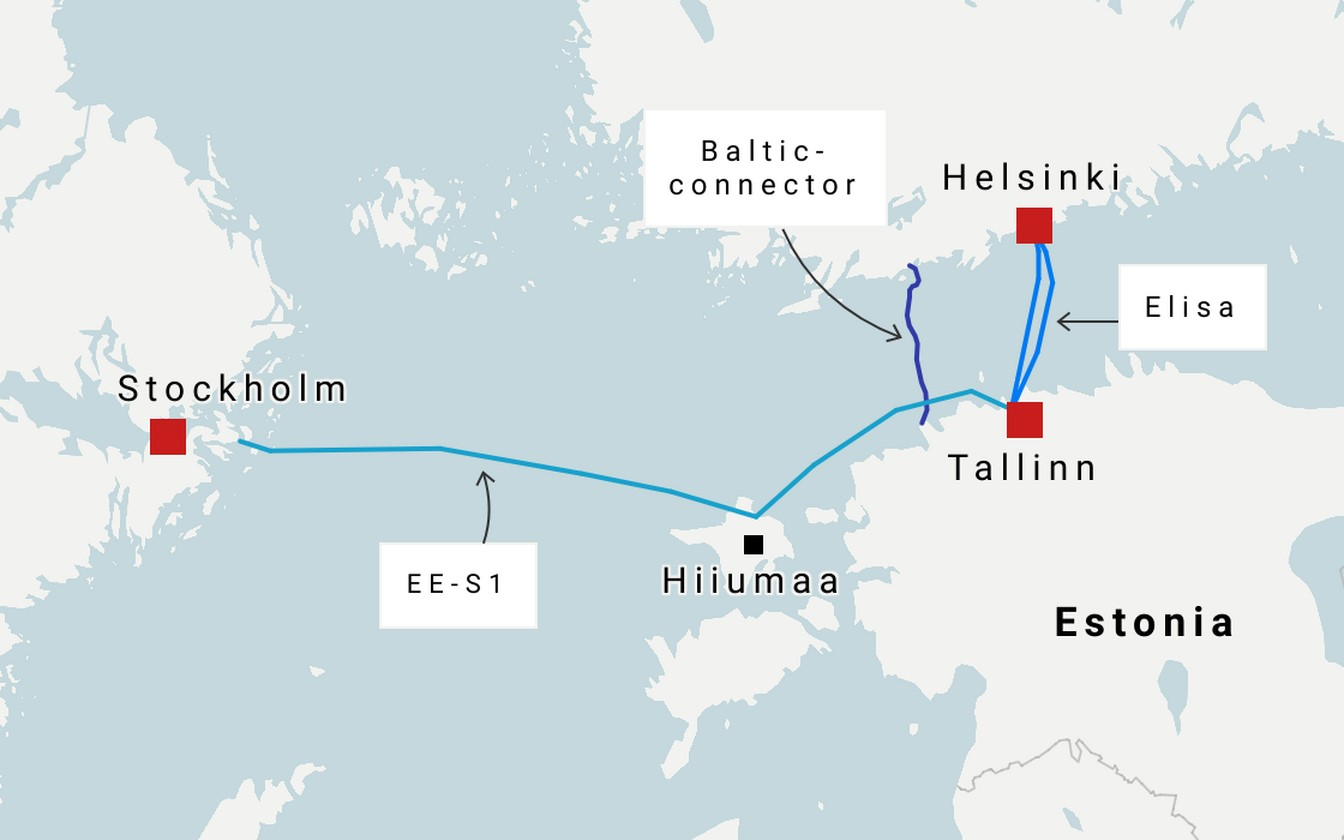 Baltic-
connector
Helsinki
Elisa
Stockholm
Tallinn
EE-S1
Hiiumaa
Estonia